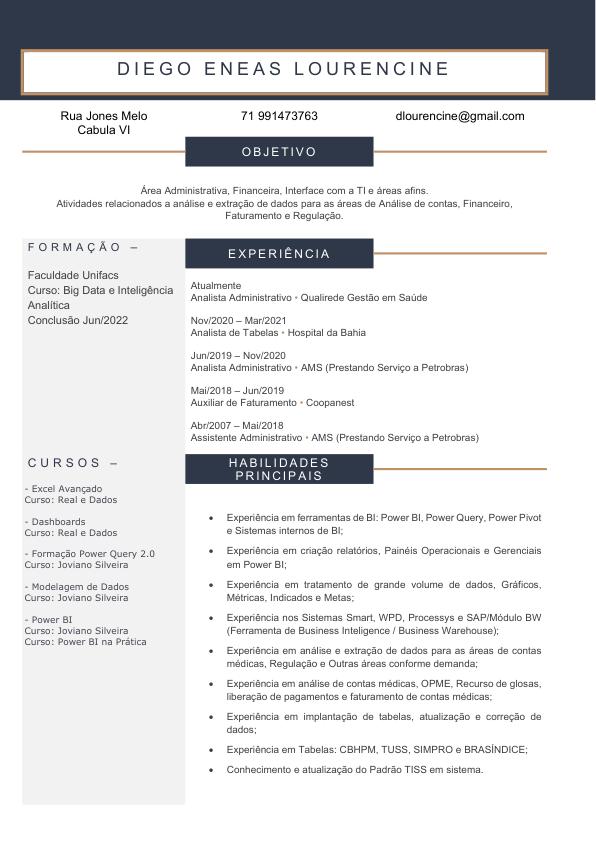 DIEGO ENEAS LOURENCINE
Rua Jones Melo
Cabula VI
71 991473763
dlourencine@gmail.com
OBJETIVO
Área Administrativa, Financeira, Interface com a TI e áreas afins.
Atividades relacionados a análise e extração de dados para as áreas de Análise de contas, Financeiro,
Faturamento e Regulação.
FORMAÇÃO –
Faculdade Unifacs
Curso: Big Data e Inteligência
Analítica
Conclusão Jun/2022
EXPERIÊNCIA
Atualmente
Analista Administrativo • Qualirede Gestão em Saúde
Nov/2020 – Mar/2021
Analista de Tabelas • Hospital da Bahia
Jun/2019 – Nov/2020
Analista Administrativo • AMS (Prestando Serviço a Petrobras)
Mai/2018 – Jun/2019
Auxiliar de Faturamento • Coopanest
Abr/2007 – Mai/2018
Assistente Administrativo • AMS (Prestando Serviço a Petrobras)
CURSOS –
- Excel Avançado
Curso: Real e Dados
- Dashboards
Curso: Real e Dados
- Formação Power Query 2.0
Curso: Joviano Silveira
- Modelagem de Dados
Curso: Joviano Silveira
- Power BI
Curso: Joviano Silveira
Curso: Power BI na Prática
HABILIDADES
PRINCIPAIS
• Experiência em ferramentas de BI: Power BI, Power Query, Power Pivot
e Sistemas internos de BI;
• Experiência em criação relatórios, Painéis Operacionais e Gerenciais
em Power BI;
• Experiência em tratamento de grande volume de dados, Gráficos,
Métricas, Indicados e Metas;
• Experiência nos Sistemas Smart, WPD, Processys e SAP/Módulo BW
(Ferramenta de Business Inteligence / Business Warehouse);
• Experiência em análise e extração de dados para as áreas de contas
médicas, Regulação e Outras áreas conforme demanda;
• Experiência em análise de contas médicas, OPME, Recurso de glosas,
liberação de pagamentos e faturamento de contas médicas;
• Experiência em implantação de tabelas, atualização e correção de
dados;
• Experiência em Tabelas: CBHPM, TUSS, SIMPRO e BRASÍNDICE;
• Conhecimento e atualização do Padrão TISS em sistema.